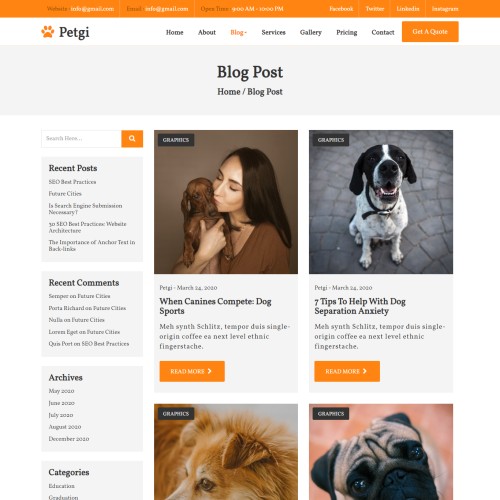 Website : info@gmail.com
Email : info@gmail.com
Open Time : 9:00 AM - 10:00 PM
Facebook
Twitter
Linkedin
Instagram
Petgi
Home
About
Blog
Services
Gallery
Pricing
Contact
Get A Quote
Blog Post
Home / Blog Post
Search Here...
Recent Posts
SEO Best Practices
Future Cities
Is Search Engine Submission
Necessary?
30 SEO Best Practices: Website
Architecture
The Importance of Anchor Text in
Back-links
Recent Comments
Semper on Future Cities
Porta Richard on Future Cities
Nulla on Future Cities
Lorem Eget on Future Cities
Quis Port on SEO Best Practices
Archives
May 2020
June 2020
July 2020
August 2020
December 2020
Categories
Education
Graduation
GRAPHICS
Petgi - March 24, 2020
When Canines Compete: Dog
Sports
Meh synth Schlitz, tempor duis single-
origin coffee ea next level ethnic
fingerstache.
READ MORE
GRAPHICS
Petgi - March 24, 2020
7 Tips To Help With Dog
Separation Anxiety
Meh synth Schlitz, tempor duis single-
origin coffee ea next level ethnic
fingerstache.
READ MORE
GRAPHICS
GRAPHICS